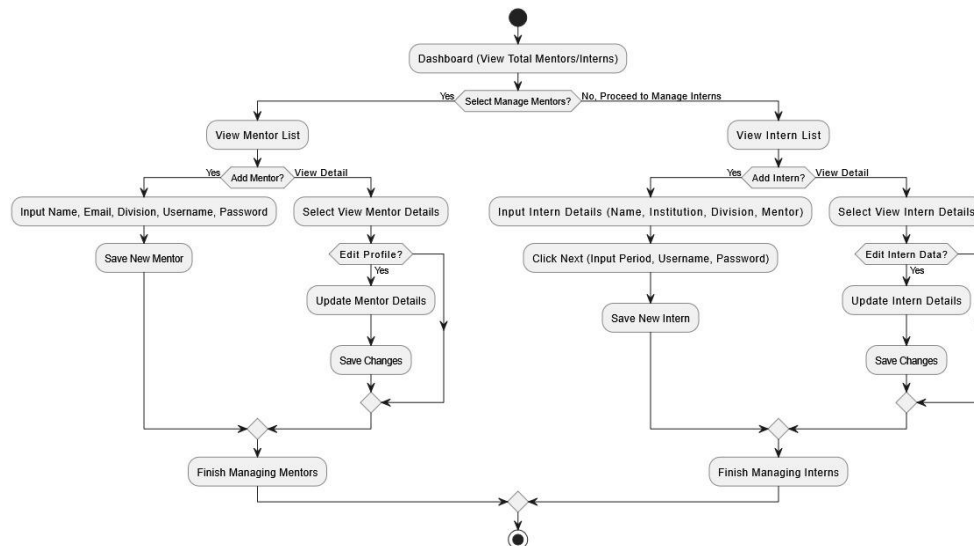 Dashboard (View Total Mentors/Interns)
Yes
Select Manage Mentors?
No, Proceed to Manage Interns
View Mentor List
View Intern List
Yes
Add Mentor?
View Detail
Yes
Add Intern?
View Detail
Input Name, Email, Division, Username, Password
Select View Mentor Details
Input Intern Details (Name, Institution, Division, Mentor)
Select View Intern Details
Save New Mentor
Edit Profile?
Click Next (Input Period, Username, Password)
Edit Intern Data?
Yes
Yes
Update Mentor Details
Update Intern Details
Save New Intern
Save Changes
Save Changes
Finish Managing Mentors
Finish Managing Interns